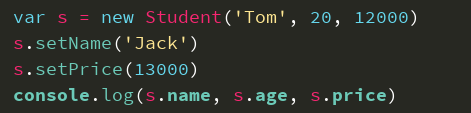 var s = new Student('Tom', 20, 12000)
s.setName('Jack')
s.setPrice(13000)
console.log(s.name, s.age, s.price)